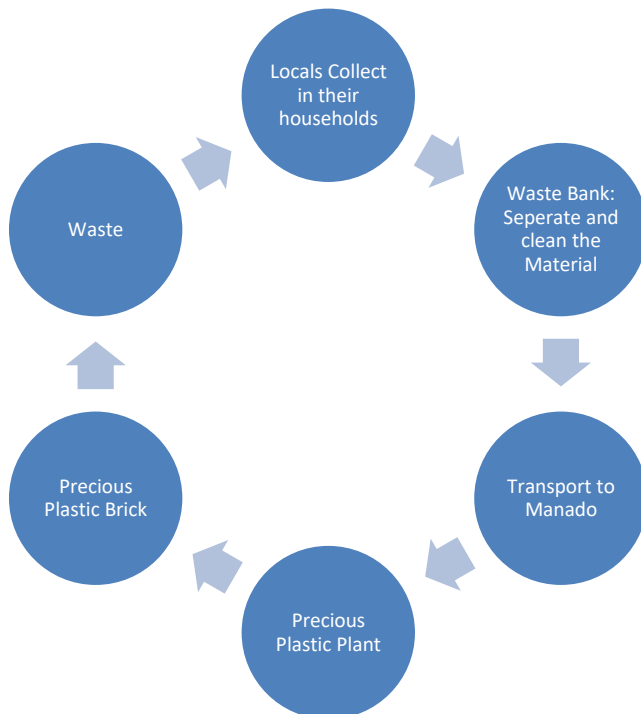 Locals Collect
in their
households
Waste Bank:
Seperate and
clean the
Material
Transport to
Manado
Precious
Plastic Plant
Precious
Plastic Brick
Waste